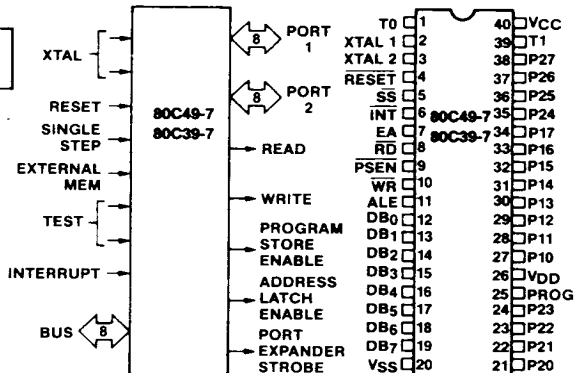 XTAL
RESET
SINGLE
STEP
EXTERNAL
MEM
TEST
INTERRUPT
BUS
8
80C49-7
80C39-7
8
PORT
1
8
PORT
2
READ
WRITE
PROGRAM
STORE
ENABLE
ADDRESS
LATCH
ENABLE
PORT
EXPANDER
STROBE
T0 1
XTAL 1 2
XTAL 2 3
RESET 4
SS 5
INT 6
EA 7
RD 8
PSEN 9
WR 10
ALE 11
DB0 12
DB1 13
DB2 14
DB3 15
DB4 16
DB5 17
DB6 18
DB7 19
VSS 20
80C49-7
80C39-7
40 VCC
39 T1
38 P27
37 P26
36 P25
35 P24
34 P17
33 P16
32 P15
31 P14
30 P13
29 P12
28 P11
27 P10
26 VDD
25 PROG
24 P23
23 P22
22 P21
21 P20